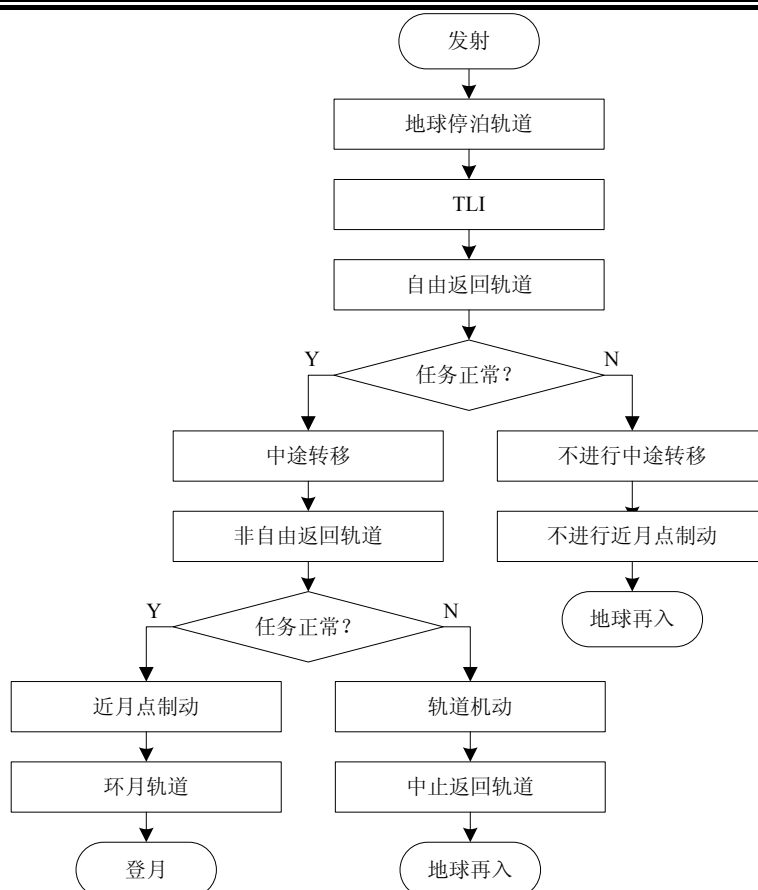 发射
地球停泊轨道
TLI
自由返回轨道
Y
任务正常？
N
中途转移
不进行中途转移
非自由返回轨道
不进行近月点制动
Y
任务正常？
N
地球再入
近月点制动
轨道机动
环月轨道
中止返回轨道
登月
地球再入